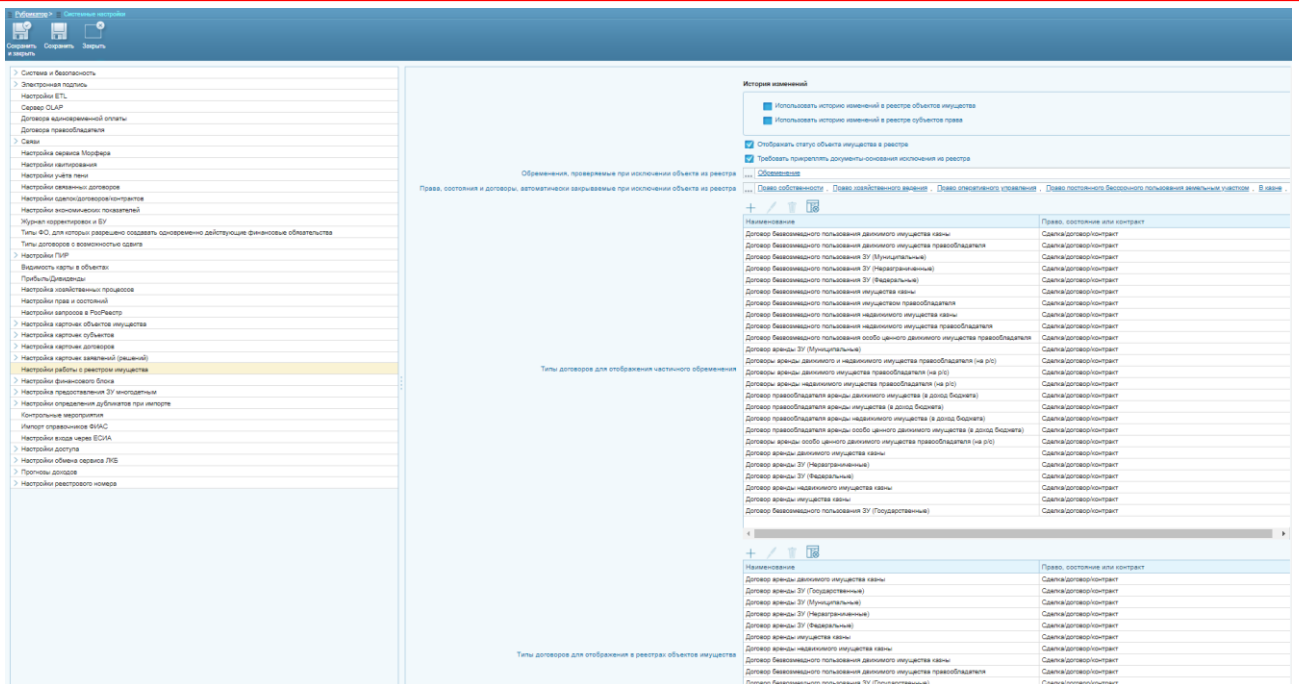 Рубрикатор > Системные настройки
Сохранить и закрыть
Сохранить
Закрыть
Система и безопасность
Электронная подпись
Настройки ETL
Сервер OLAP
Договора единовременной оплаты
Договора правообладателя
Связи
Настройка сервиса Морфера
Настройки квитирования
Настройки учёта пени
Настройки связанных договоров
Настройки сделок/договоров/контрактов
Настройки экономических показателей
Журнал корректировок и БУ
Типы ФО, для которых разрешено создавать одновременно действующие финансовые обязательства
Типы договоров с возможностью сдвига
Настройки ПИР
Видимость карты в объектах
Прибыль/Дивиденды
Настройка хозяйственных процессов
Настройки прав и состояний
Настройки запросов в РосРеестр
Настройка карточек объектов имущества
Настройка карточек субъектов
Настройка карточек договоров
Настройка карточек заявлений (решений)
Настройки работы с реестром имущества
Настройки финансового блока
Настройка предоставления ЗУ многодетным
Настройки определения дубликатов при импорте
Контрольные мероприятия
Импорт справочников ФИАС
Настройки входа через ЕСИА
Настройки доступа
Настройки обмена сервиса ЛКБ
Прогнозы доходов
Настройки реестрового номера
История изменений
Использовать историю изменений в реестре объектов имущества
Использовать историю изменений в реестре субъектов права
Отображать статус объекта имущества в реестре
Требовать прикреплять документы-основания исключения из реестра
Обременения, проверяемые при исключении объекта из реестра ... Обременение
Права, состояния и договоры, автоматически закрываемые при исключении объекта из реестра ... Право собственности , Право хозяйственного ведения , Право оперативного управления , Право постоянного бессрочного пользования земельным участком , В казне ,
Наименование Право, состояние или контракт
Договор безвозмездного пользования движимого имущества казны Сделка/договор/контракт
Договор безвозмездного пользования движимого имущества правообладателя Сделка/договор/контракт
Договор безвозмездного пользования ЗУ (Муниципальные) Сделка/договор/контракт
Договор безвозмездного пользования ЗУ (Неразграниченные) Сделка/договор/контракт
Договор безвозмездного пользования ЗУ (Федеральные) Сделка/договор/контракт
Договор безвозмездного пользования имущества казны Сделка/договор/контракт
Договор безвозмездного пользования имуществом правообладателя Сделка/договор/контракт
Договор безвозмездного пользования недвижимого имущества казны Сделка/договор/контракт
Договор безвозмездного пользования недвижимого имущества правообладателя Сделка/договор/контракт
Договор безвозмездного пользования особо ценного движимого имущества правообладателя Сделка/договор/контракт
Договор аренды ЗУ (Муниципальные) Сделка/договор/контракт
Договоры аренды движимого и недвижимого имущества правообладателя (на р/с) Сделка/договор/контракт
Типы договоров для отображения частичного обременения
Договоры аренды движимого имущества правообладателя (на р/с) Сделка/договор/контракт
Договоры аренды недвижимого имущества правообладателя (на р/с) Сделка/договор/контракт
Договор правообладателя аренды движимого имущества (в доход бюджета) Сделка/договор/контракт
Договор правообладателя аренды имущества (в доход бюджета) Сделка/договор/контракт
Договор правообладателя аренды недвижимого имущества (в доход бюджета) Сделка/договор/контракт
Договор правообладателя аренды особо ценного движимого имущества (в доход бюджета) Сделка/договор/контракт
Договоры аренды особо ценного движимого имущества правообладателя (на р/с) Сделка/договор/контракт
Договор аренды движимого имущества казны Сделка/договор/контракт
Договор аренды ЗУ (Неразграниченные) Сделка/договор/контракт
Договор аренды ЗУ (Федеральные) Сделка/договор/контракт
Договор аренды недвижимого имущества казны Сделка/договор/контракт
Договор аренды имущества казны Сделка/договор/контракт
Договор безвозмездного пользования ЗУ (Государственные) Сделка/договор/контракт
Наименование Право, состояние или контракт
Договор аренды движимого имущества казны Сделка/договор/контракт
Договор аренды ЗУ (Государственные) Сделка/договор/контракт
Договор аренды ЗУ (Муниципальные) Сделка/договор/контракт
Договор аренды ЗУ (Неразграниченные) Сделка/договор/контракт
Договор аренды ЗУ (Федеральные) Сделка/договор/контракт
Договор аренды имущества казны Сделка/договор/контракт
Договор аренды недвижимого имущества казны Сделка/договор/контракт
Типы договоров для отображения в реестрах объектов имущества
Договор безвозмездного пользования движимого имущества казны Сделка/договор/контракт
Договор безвозмездного пользования движимого имущества правообладателя Сделка/договор/контракт
Договор безвозмездного пользования ЗУ (Государственные) Сделка/договор/контракт